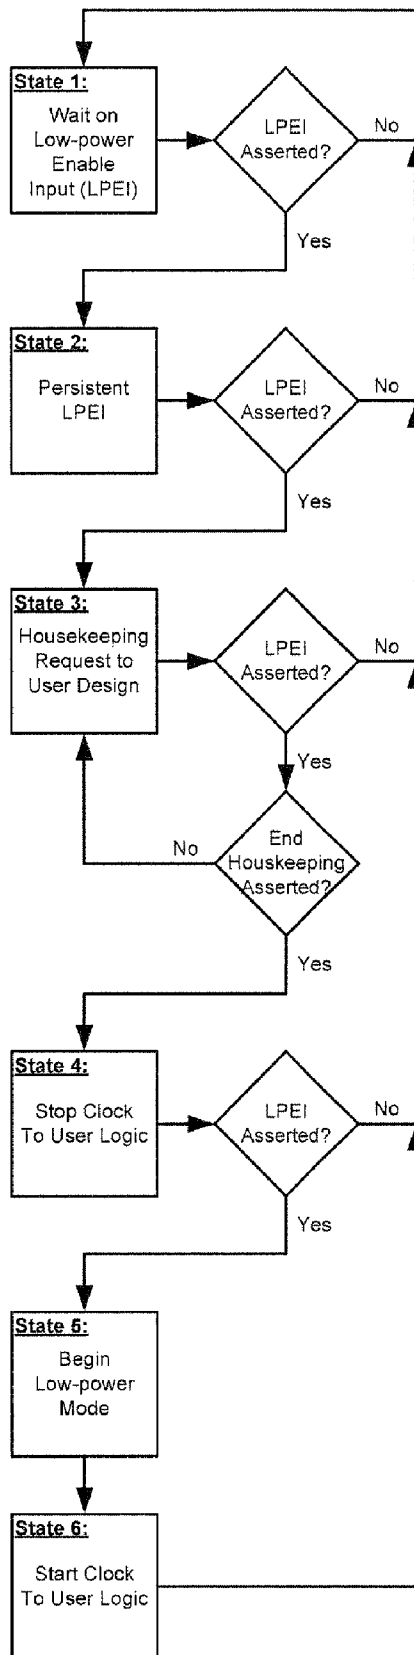 State 1:
Wait on
Low-power
Enable
Input (LPEI)
LPEI
Asserted?
No
Yes
State 2:
Persistent
LPEI
LPEI
Asserted?
No
Yes
State 3:
Housekeeping
Request to
User Design
LPEI
Asserted?
No
Yes
End
Houskeeping
Asserted?
No
Yes
State 4:
Stop Clock
To User Logic
LPEI
Asserted?
No
Yes
State 5:
Begin
Low-power
Mode
State 6:
Start Clock
To User Logic